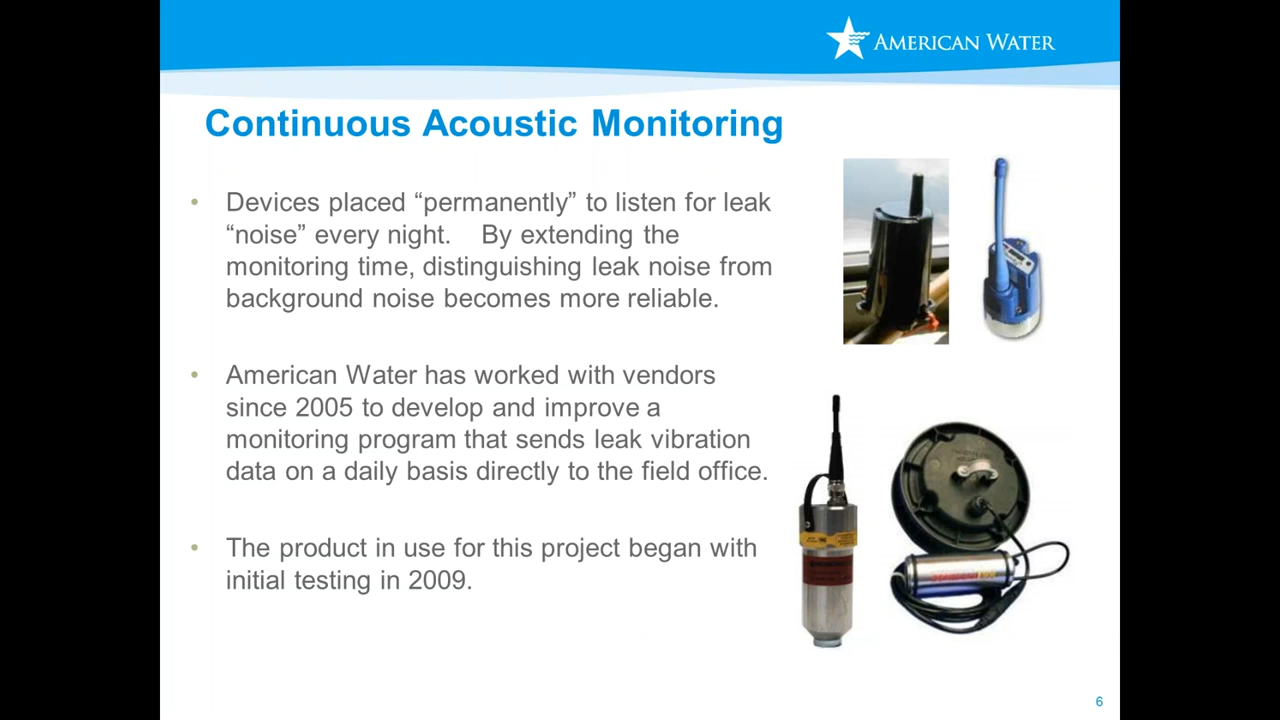 AMERICAN WATER
Continuous Acoustic Monitoring
• Devices placed “permanently” to listen for leak
“noise” every night. By extending the
monitoring time, distinguishing leak noise from
background noise becomes more reliable.
• American Water has worked with vendors
since 2005 to develop and improve a
monitoring program that sends leak vibration
data on a daily basis directly to the field office.
• The product in use for this project began with
initial testing in 2009.
6